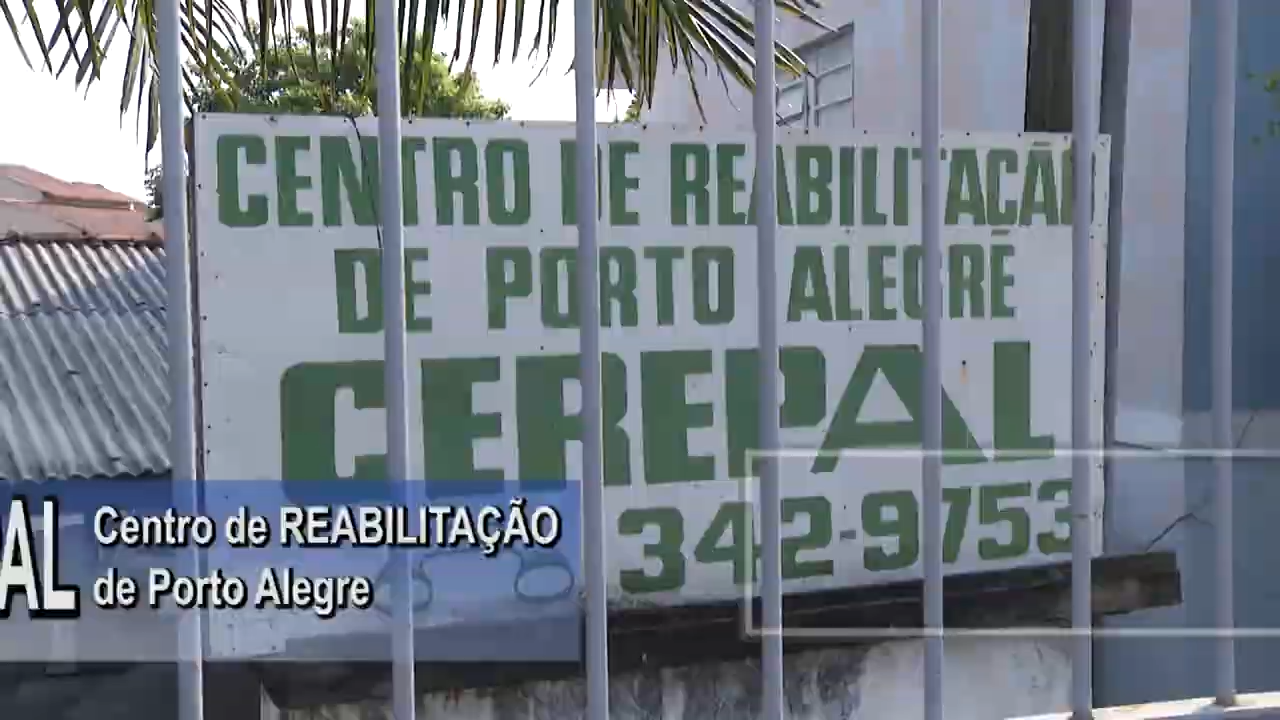 CENTRO DE REABILITAÇÃO
DE PORTO ALEGRE
CEREPAL
342-9753
AL
Centro de REABILITAÇÃO
de Porto Alegre